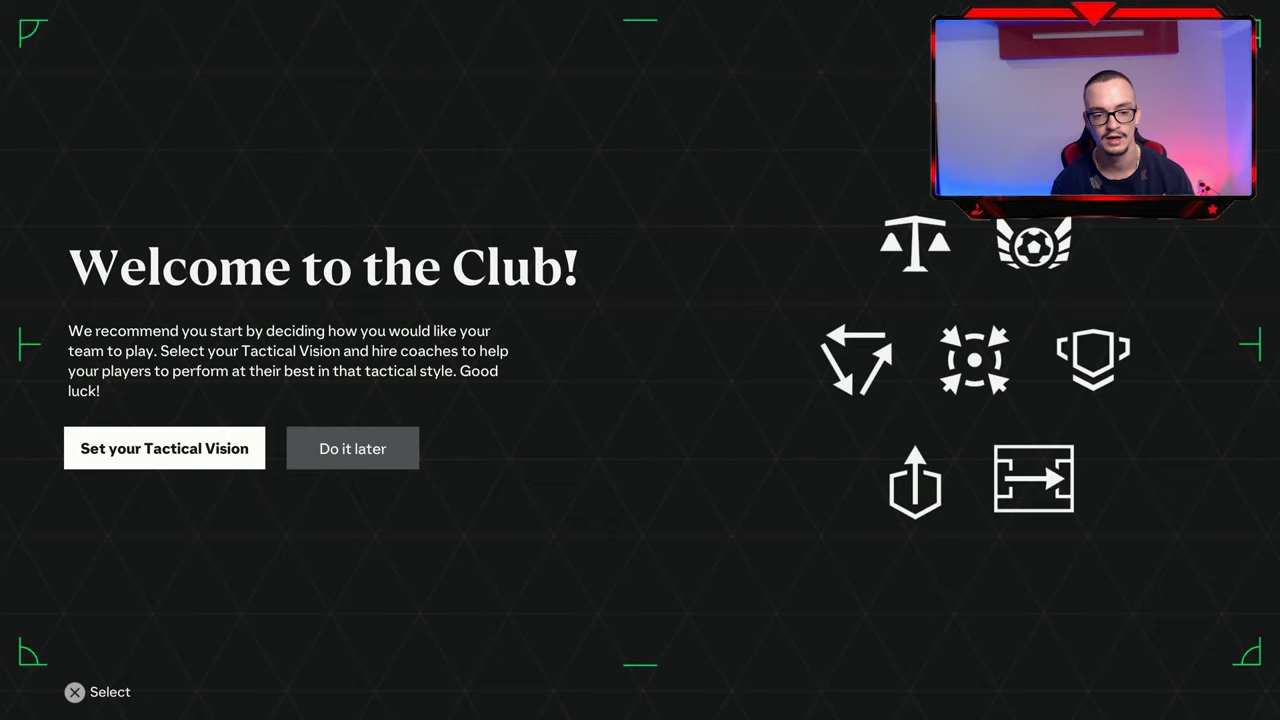 Welcome to the Club!
We recommend you start by deciding how you would like your
team to play. Select your Tactical Vision and hire coaches to help
your players to perform at their best in that tactical style. Good
luck!
Set your Tactical Vision
Do it later
Select